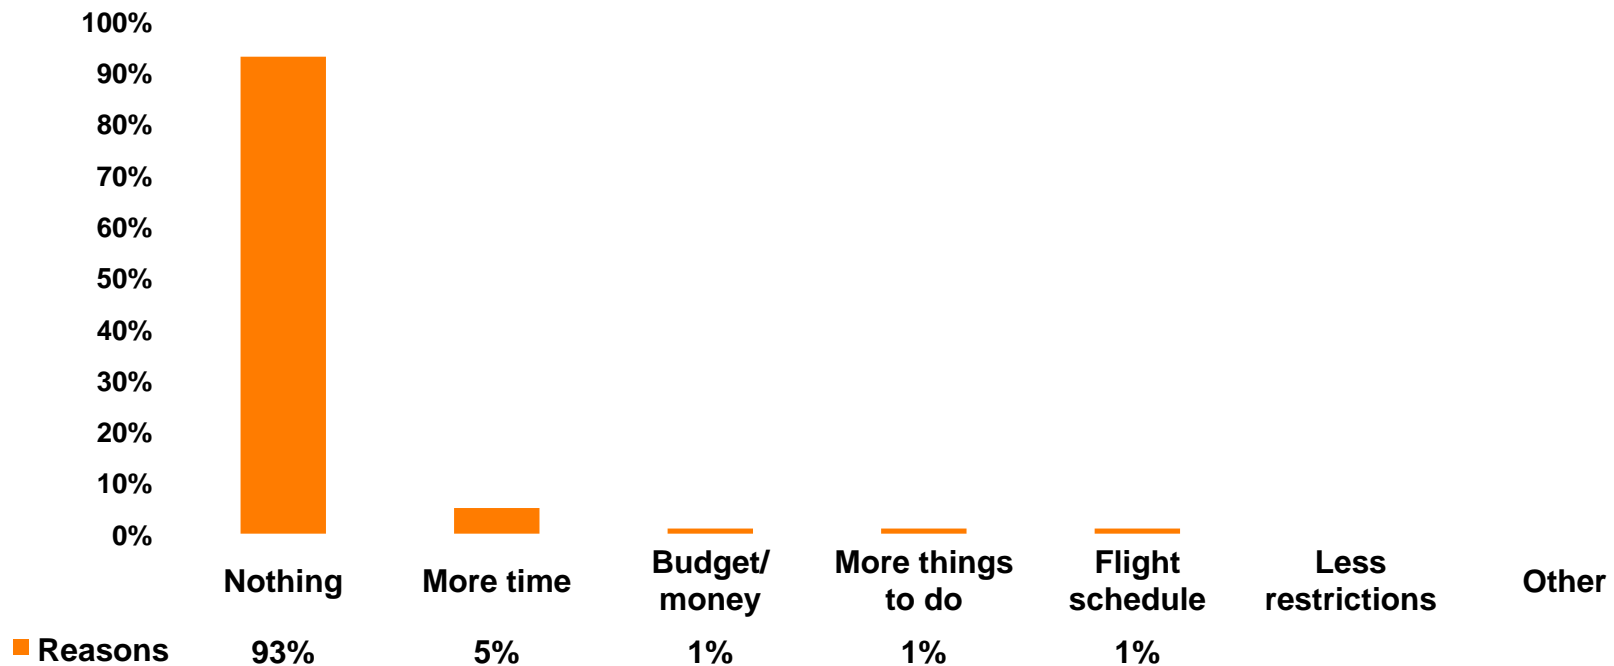 100%
90%
80%
70%
60%
50%
40%
30%
20%
10%
0%
Nothing
More time
Budget/
money
More things
to do
Flight
schedule
Less
restrictions
Other
Reasons 93% 5% 1% 1% 1%